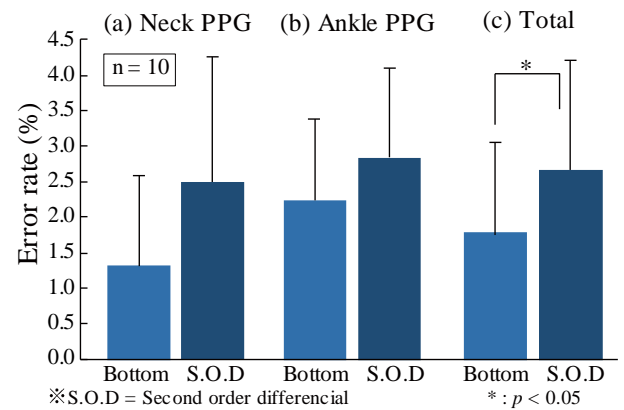 (a) Neck PPG (b) Ankle PPG (c) Total
n = 10
*
Error rate (%)
4.5
4.0
3.5
3.0
2.5
2.0
1.5
1.0
0.5
0.0
Bottom S.O.D Bottom S.O.D Bottom S.O.D
※S.O.D = Second order differencial
* : p < 0.05